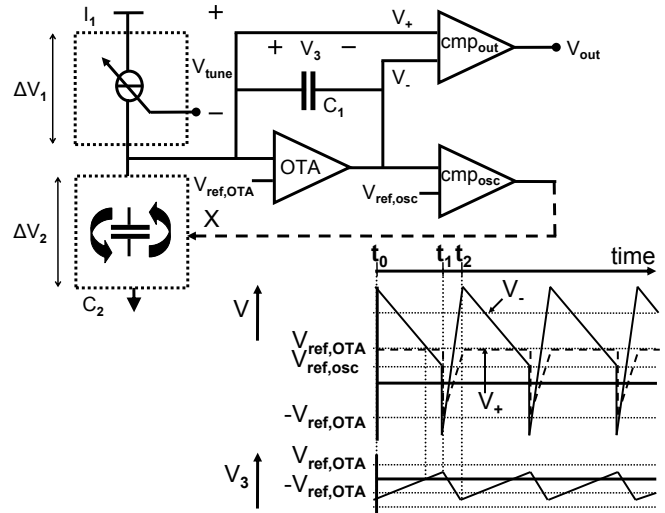 I1
+
Vtune
−
ΔV1
+ V3 −
C1
V+
V-
cmpout
Vout
OTA
Vref,OTA
cmposc
Vref,osc
ΔV2
X
C2
t0 t1 t2 time
V
V-
Vref,OTA
Vref,osc
V+
-Vref,OTA
V3
Vref,OTA
-Vref,OTA